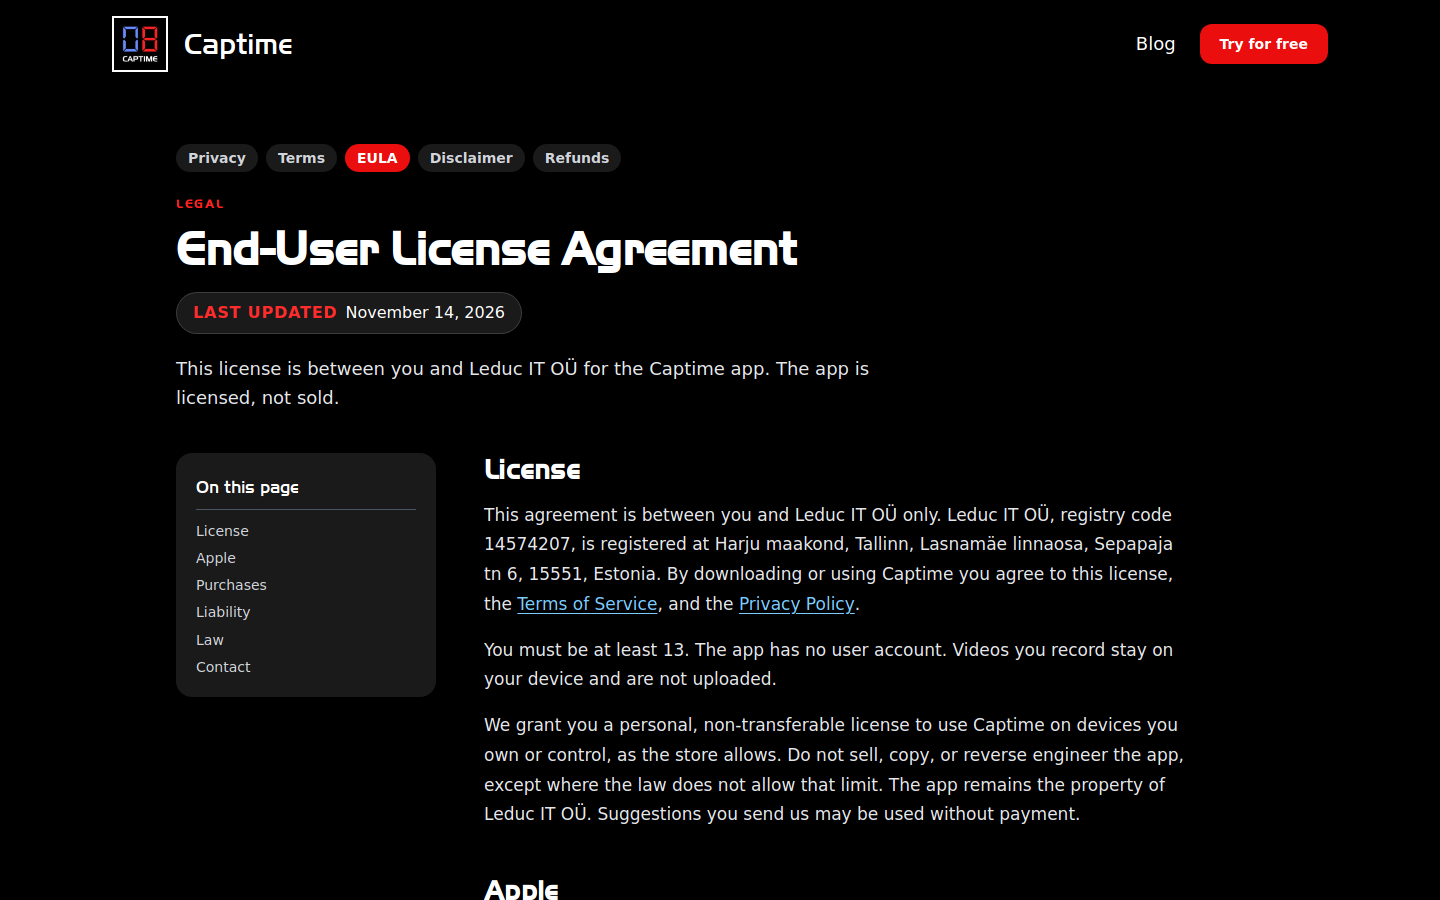 08
CAPTIME
Captime
Blog
Try for free
Privacy
Terms
EULA
Disclaimer
Refunds
LEGAL
End-User License Agreement
LAST UPDATED November 14, 2026
This license is between you and Leduc IT OÜ for the Captime app. The app is
licensed, not sold.
On this page
License
Apple
Purchases
Liability
Law
Contact
License
This agreement is between you and Leduc IT OÜ only. Leduc IT OÜ, registry code
14574207, is registered at Harju maakond, Tallinn, Lasnamäe linnaosa, Sepapaja
tn 6, 15551, Estonia. By downloading or using Captime you agree to this license,
the Terms of Service, and the Privacy Policy.
You must be at least 13. The app has no user account. Videos you record stay on
your device and are not uploaded.
We grant you a personal, non-transferable license to use Captime on devices you
own or control, as the store allows. Do not sell, copy, or reverse engineer the app,
except where the law does not allow that limit. The app remains the property of
Leduc IT OÜ. Suggestions you send us may be used without payment.
Apple